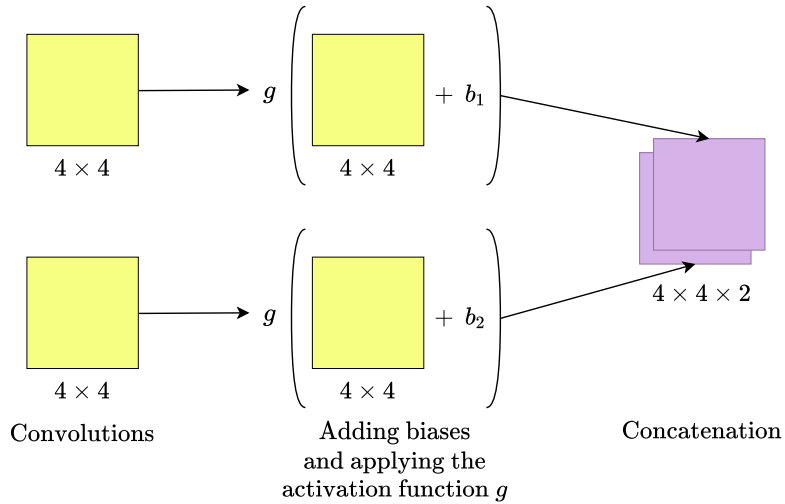 g
+ b₁
4 × 4
4 × 4
4 × 4 × 2
g
+ b₂
4 × 4
4 × 4
Convolutions
Adding biases
and applying the
activation function g
Concatenation